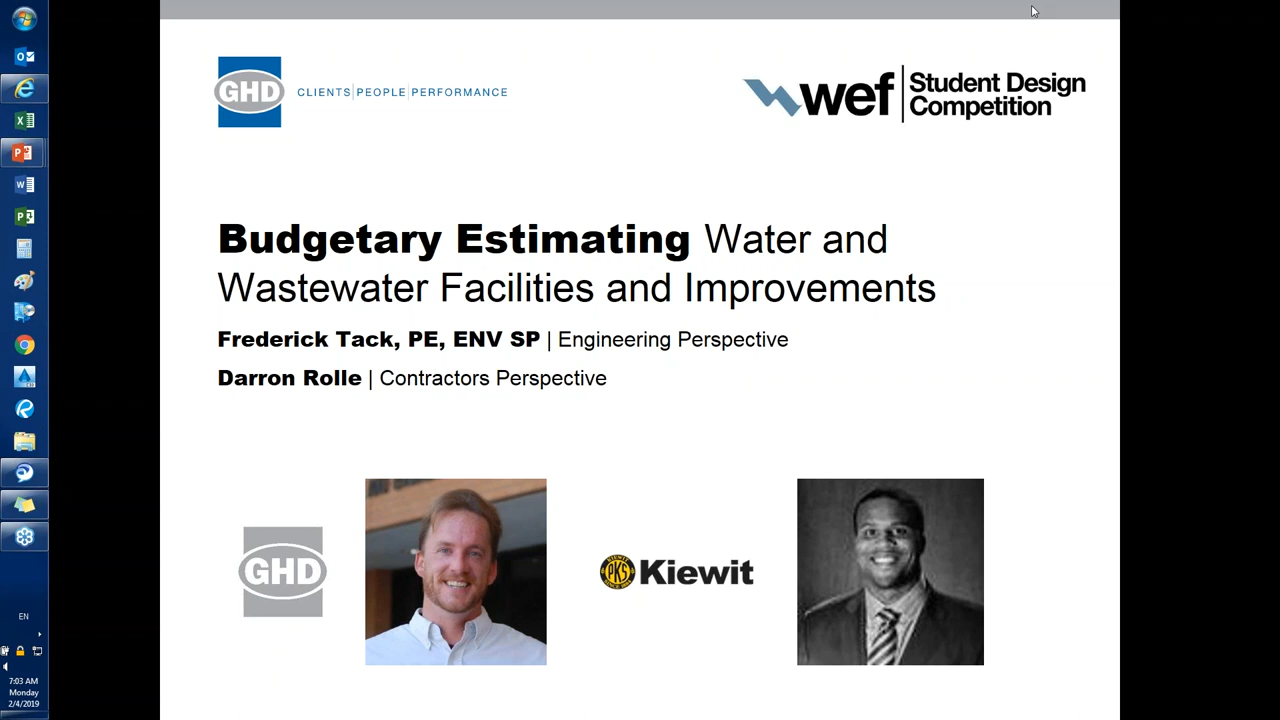 GHD
CLIENTS|PEOPLE|PERFORMANCE
wef
Student Design
Competition
Budgetary Estimating Water and
Wastewater Facilities and Improvements
Frederick Tack, PE, ENV SP | Engineering Perspective
Darron Rolle | Contractors Perspective
GHD
PKS
Kiewit
EN
7:03 AM
Monday
2/4/2019